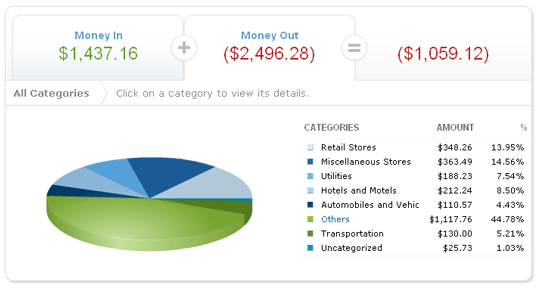 Money In
$1,437.16
+
Money Out
($2,496.28)
=
($1,059.12)
All Categories
Click on a category to view its details.
CATEGORIES AMOUNT %
Retail Stores $348.26 13.95%
Miscellaneous Stores $363.49 14.56%
Utilities $188.23 7.54%
Hotels and Motels $212.24 8.50%
Automobiles and Vehic $110.57 4.43%
Others $1,117.76 44.78%
Transportation $130.00 5.21%
Uncategorized $25.73 1.03%